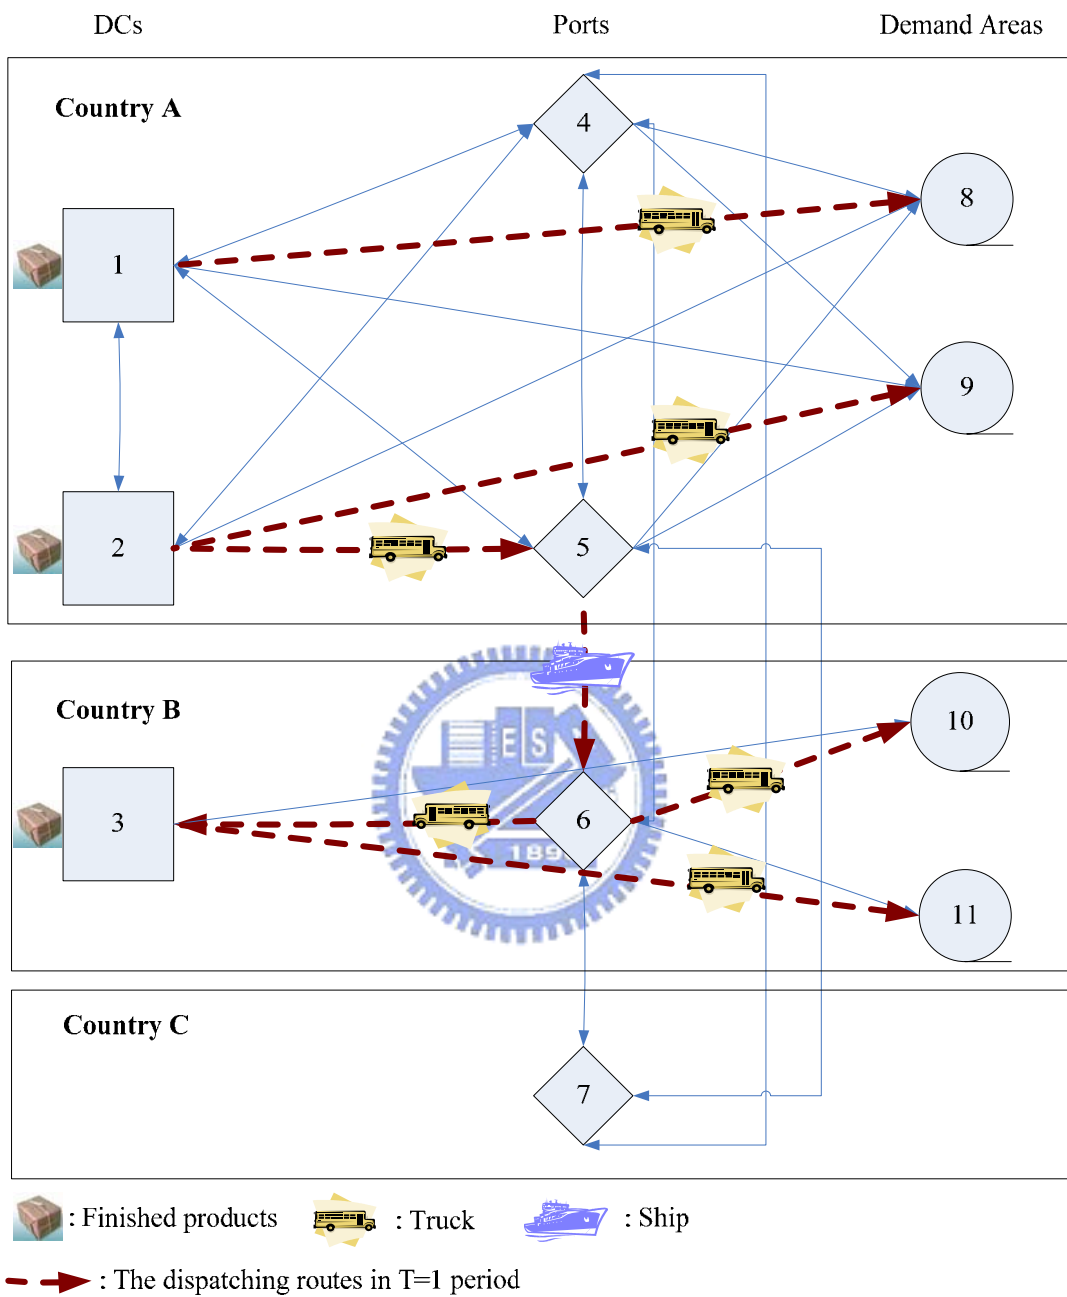 DCs Ports Demand Areas
Country A
4
8
1
9
2
5
Country B
10
E S
3
6
189
11
Country C
7
: Finished products : Truck : Ship
: The dispatching routes in T=1 period